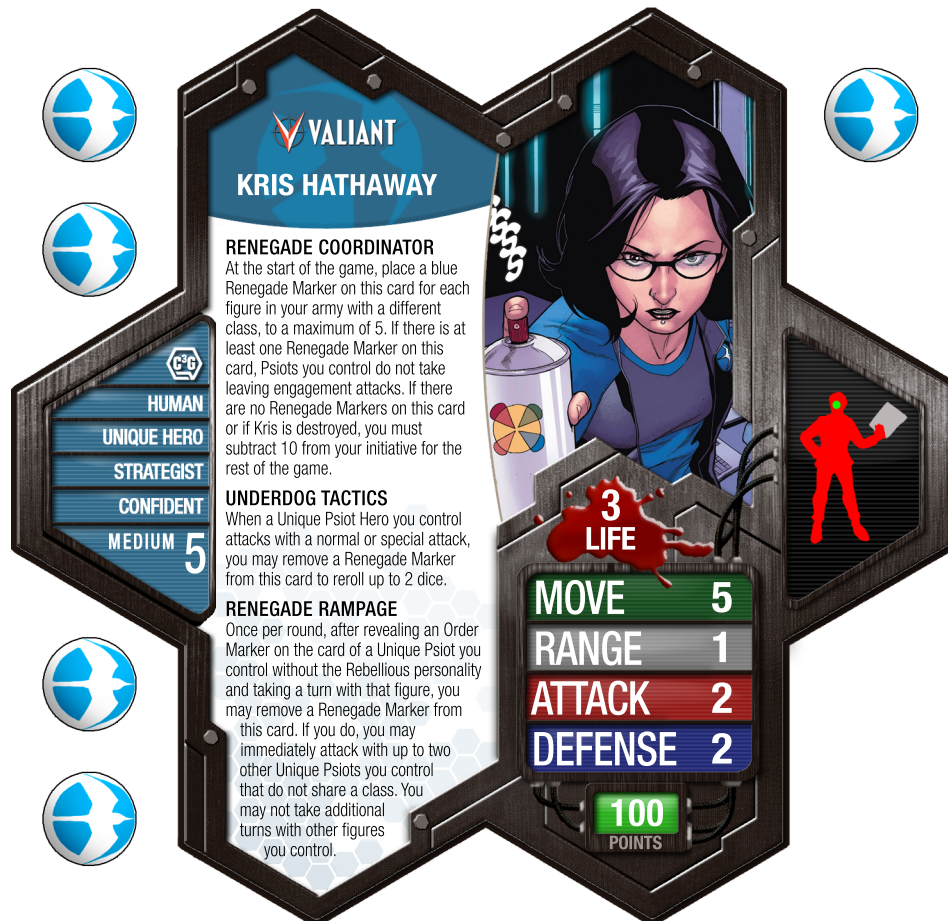 VALIANT
KRIS HATHAWAY
RENEGADE COORDINATOR
At the start of the game, place a blue
Renegade Marker on this card for each
figure in your army with a different
class, to a maximum of 5. If there is at
least one Renegade Marker on this
card, Psiots you control do not take
leaving engagement attacks. If there
are no Renegade Markers on this card
or if Kris is destroyed, you must
subtract 10 from your initiative for the
rest of the game.
UNDERDOG TACTICS
When a Unique Psiot Hero you control
attacks with a normal or special attack,
you may remove a Renegade Marker
from this card to reroll up to 2 dice.
RENEGADE RAMPAGE
Once per round, after revealing an Order
Marker on the card of a Unique Psiot you
control without the Rebellious personality
and taking a turn with that figure, you
may remove a Renegade Marker from
this card. If you do, you may
immediately attack with up to two
other Unique Psiots you control
that do not share a class. You
may not take additional
turns with other figures
you control.
C3G
HUMAN
UNIQUE HERO
STRATEGIST
CONFIDENT
MEDIUM 5
SSSS
3
LIFE
MOVE 5
RANGE 1
ATTACK 2
DEFENSE 2
100
POINTS